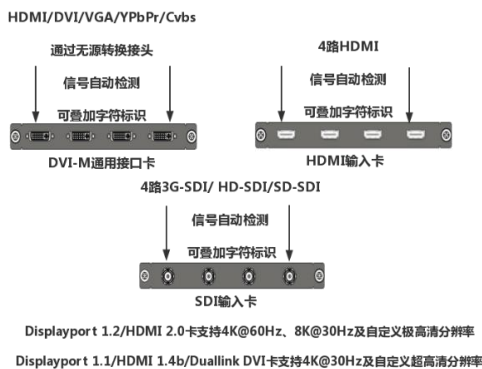 HDMI/DVI/VGA/YPbPr/Cvbs
通过无源转换接头
信号自动检测
可叠加字符标识
DVI-M通用接口卡
4路HDMI
信号自动检测
可叠加字符标识
HDMI输入卡
4路3G-SDI/ HD-SDI/SD-SDI
信号自动检测
可叠加字符标识
SDI输入卡
Displayport 1.2/HDMI 2.0卡支持4K@60Hz、8K@30Hz及自定义极高清分辨率
Displayport 1.1/HDMI 1.4b/Duallink DVI卡支持4K@30Hz及自定义超高清分辨率